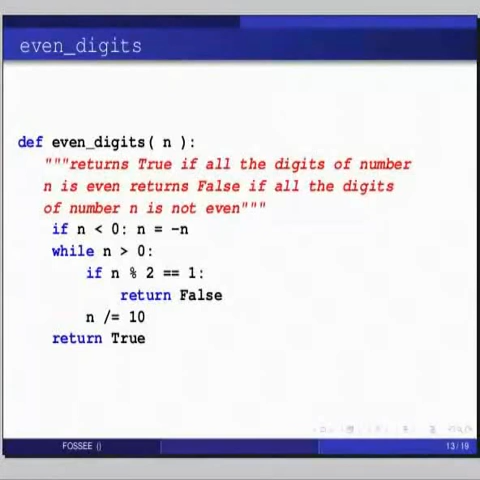 even_digits
def even_digits( n ):
"""returns True if all the digits of number
n is even returns False if all the digits
of number n is not even"""
if n < 0: n = -n
while n > 0:
if n % 2 == 1:
return False
n /= 10
return True
FOSSEE ()
13/19